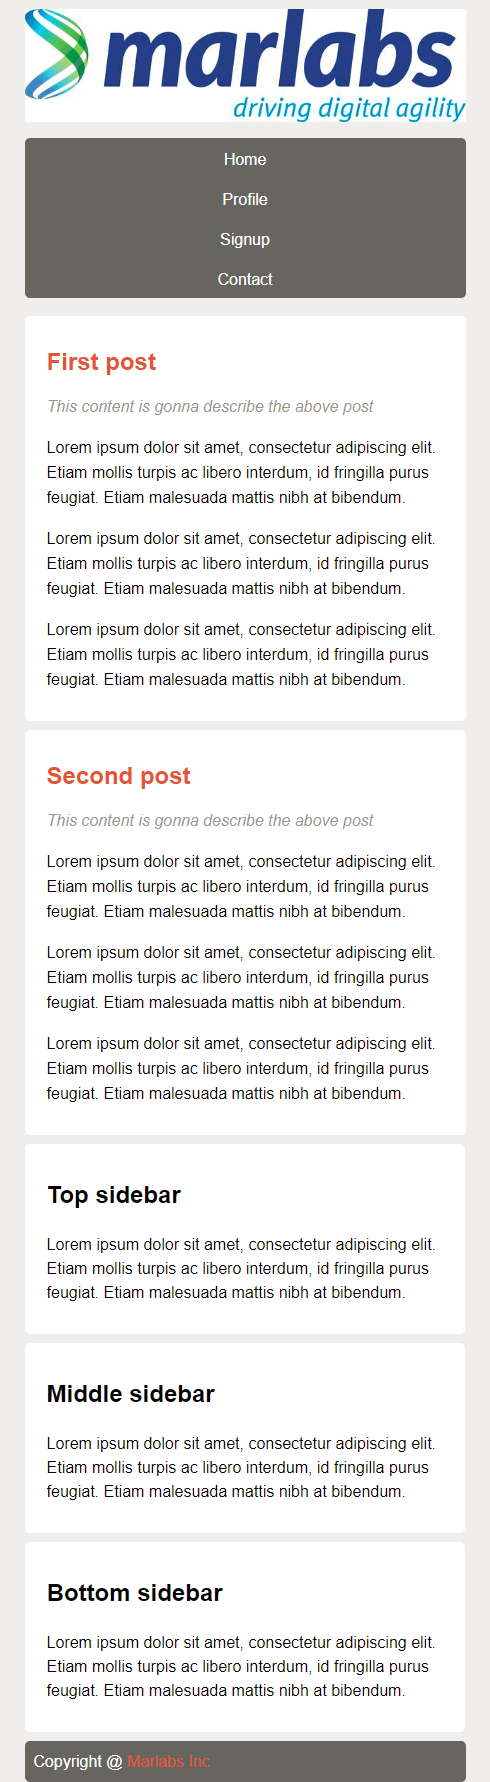 marlabs
driving digital agility
Home
Profile
Signup
Contact
First post
This content is gonna describe the above post
Lorem ipsum dolor sit amet, consectetur adipiscing elit.
Etiam mollis turpis ac libero interdum, id fringilla purus
feugiat. Etiam malesuada mattis nibh at bibendum.
Lorem ipsum dolor sit amet, consectetur adipiscing elit.
Etiam mollis turpis ac libero interdum, id fringilla purus
feugiat. Etiam malesuada mattis nibh at bibendum.
Lorem ipsum dolor sit amet, consectetur adipiscing elit.
Etiam mollis turpis ac libero interdum, id fringilla purus
feugiat. Etiam malesuada mattis nibh at bibendum.
Second post
This content is gonna describe the above post
Lorem ipsum dolor sit amet, consectetur adipiscing elit.
Etiam mollis turpis ac libero interdum, id fringilla purus
feugiat. Etiam malesuada mattis nibh at bibendum.
Lorem ipsum dolor sit amet, consectetur adipiscing elit.
Etiam mollis turpis ac libero interdum, id fringilla purus
feugiat. Etiam malesuada mattis nibh at bibendum.
Lorem ipsum dolor sit amet, consectetur adipiscing elit.
Etiam mollis turpis ac libero interdum, id fringilla purus
feugiat. Etiam malesuada mattis nibh at bibendum.
Top sidebar
Lorem ipsum dolor sit amet, consectetur adipiscing elit.
Etiam mollis turpis ac libero interdum, id fringilla purus
feugiat. Etiam malesuada mattis nibh at bibendum.
Middle sidebar
Lorem ipsum dolor sit amet, consectetur adipiscing elit.
Etiam mollis turpis ac libero interdum, id fringilla purus
feugiat. Etiam malesuada mattis nibh at bibendum.
Bottom sidebar
Lorem ipsum dolor sit amet, consectetur adipiscing elit.
Etiam mollis turpis ac libero interdum, id fringilla purus
feugiat. Etiam malesuada mattis nibh at bibendum.
Copyright @ Marlabs Inc